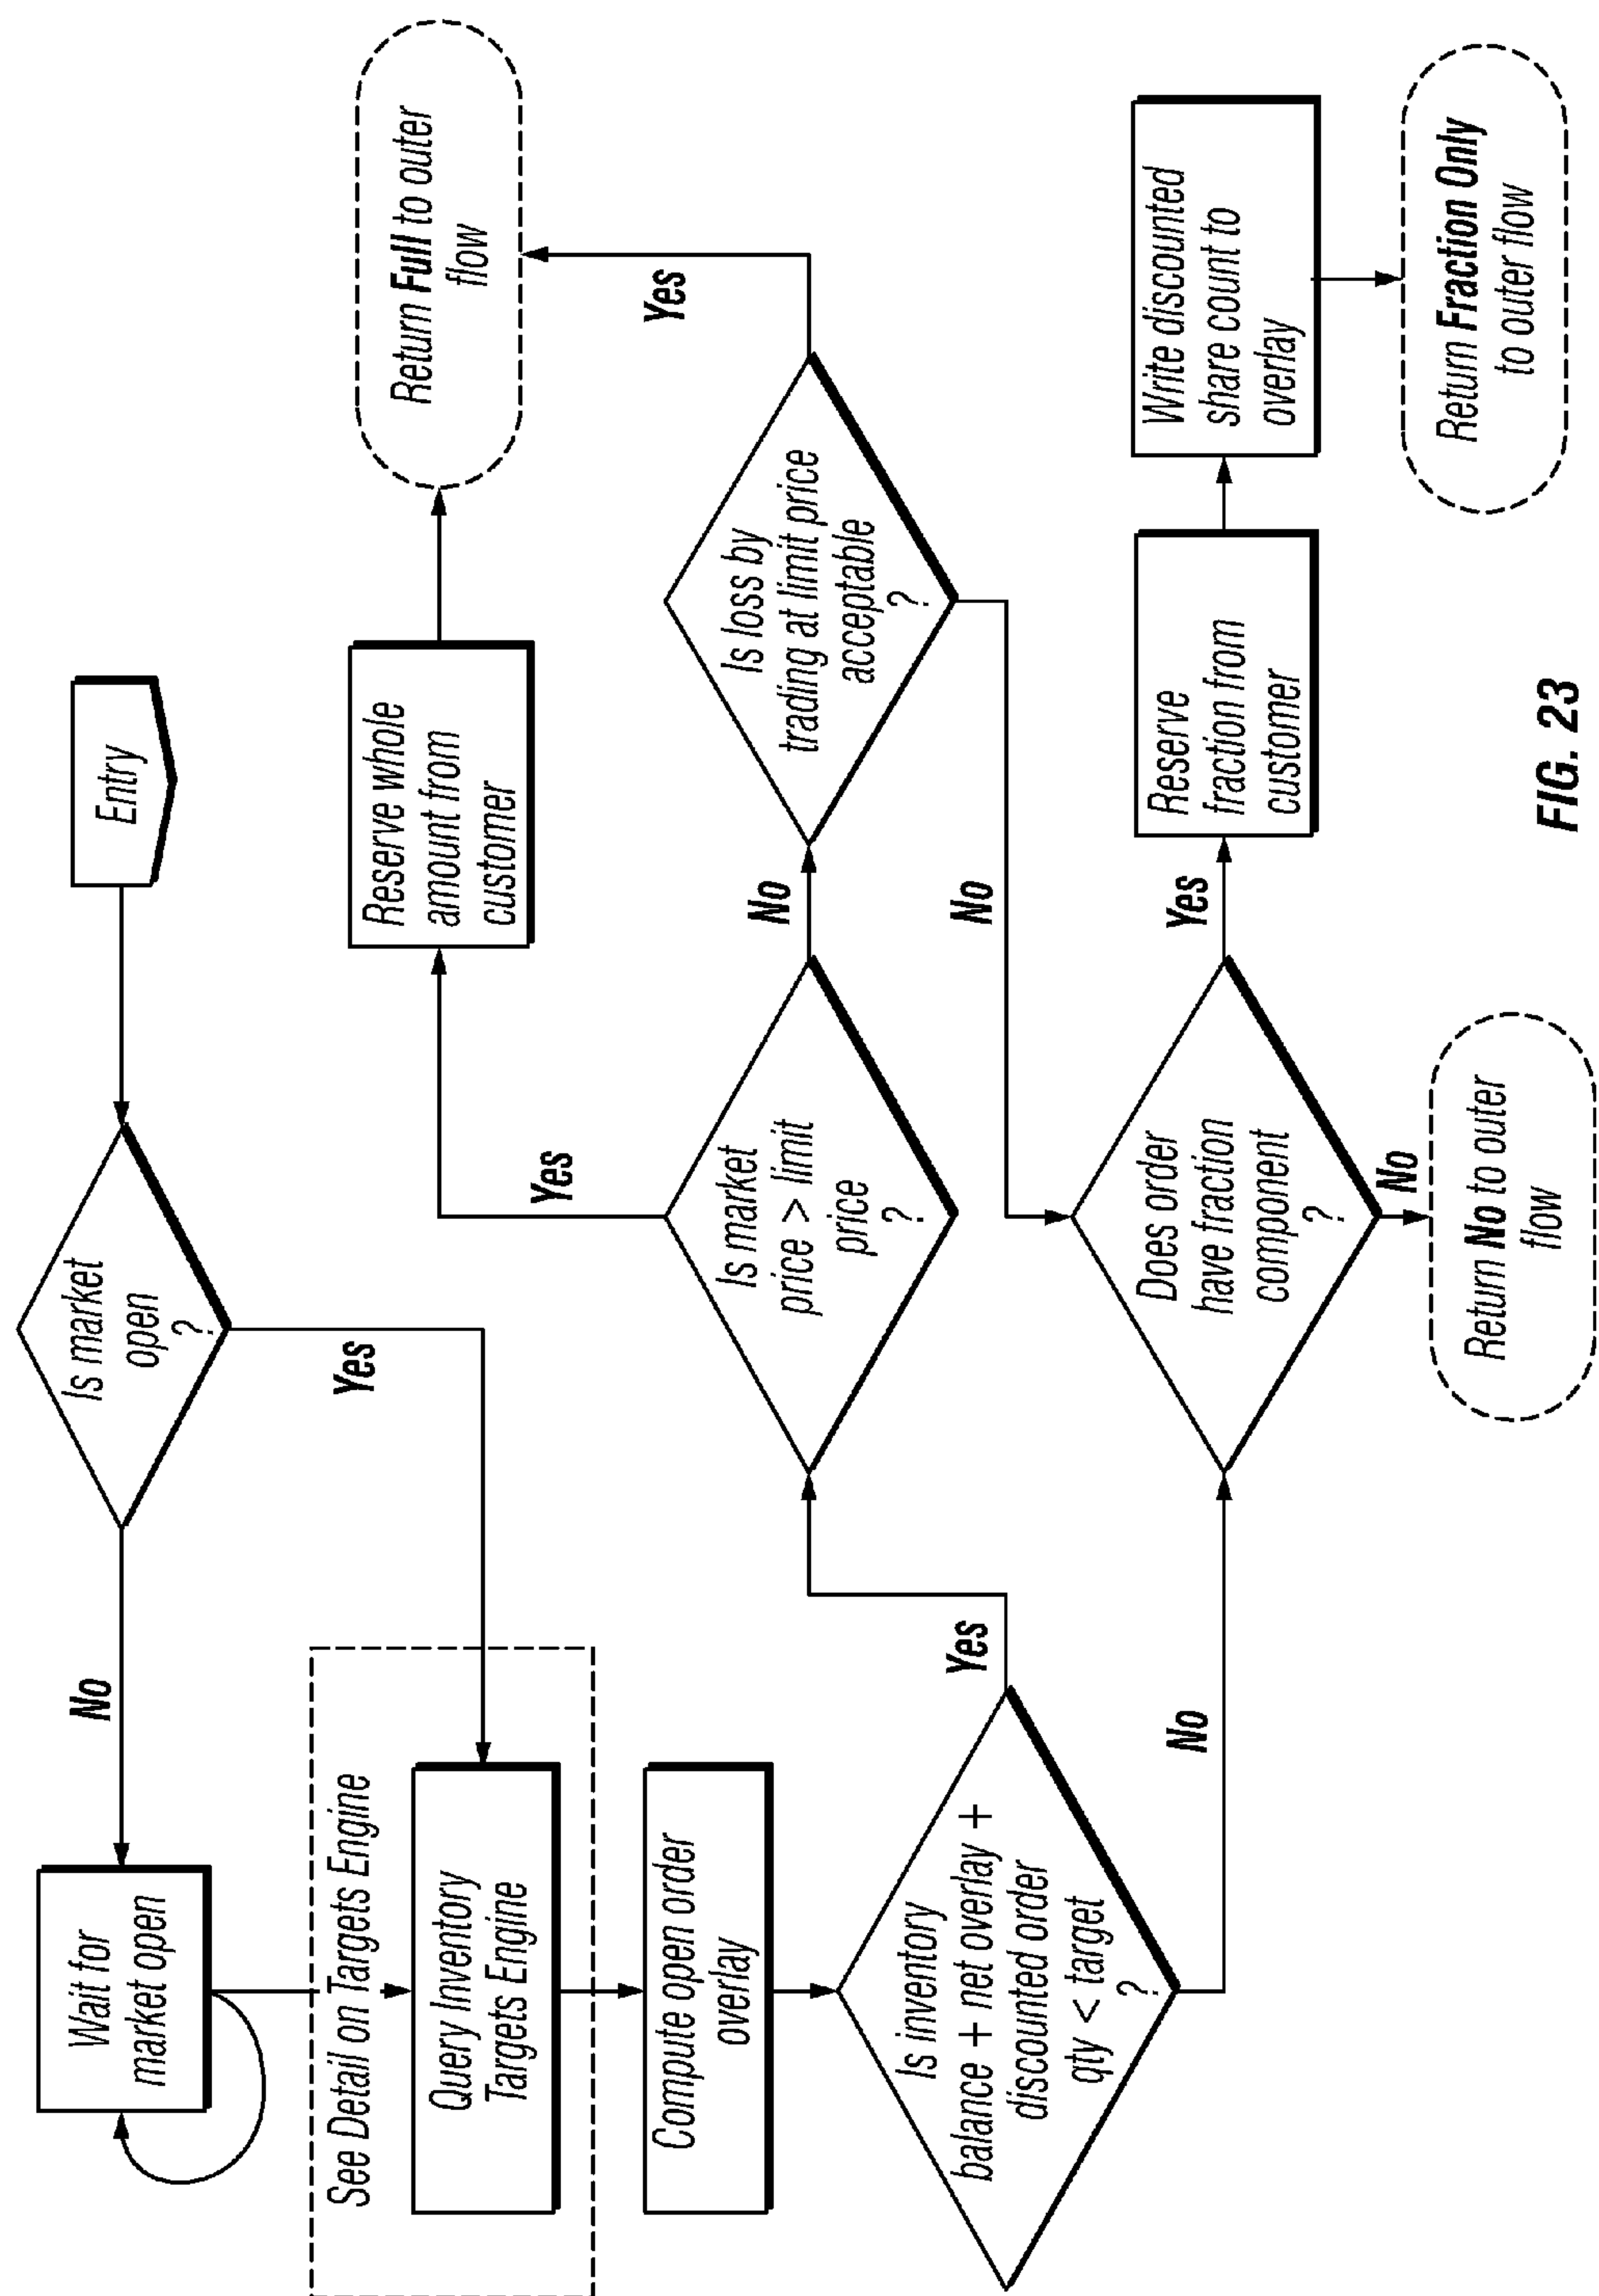 Entry
Is market
open
?
No
Yes
Wait for
market open
See Detail on Targets Engine
Query Inventory
Targets Engine
Compute open order
overlay
Is inventory
balance + net overlay +
discounted order
qty < target
?
Yes
No
Is market
price > limit
price
?
Yes
No
Reserve whole
amount from
customer
Return Full to outer
flow
Is loss by
trading at limit price
acceptable
?
Yes
No
Does order
have fraction
component
?
Yes
No
Return No to outer
flow
Reserve
fraction from
customer
Write discounted
share count to
overlay
Return Fraction Only
to outer flow
FIG. 23